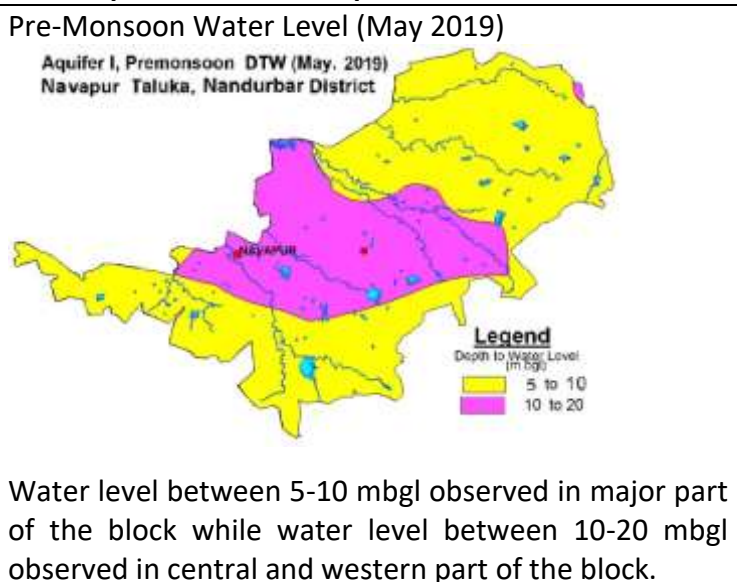 Pre-Monsoon Water Level (May 2019)
Aquifer I, Premonsoon DTW (May. 2019)
Navapur Taluka, Nandurbar District
NAVAPUR
Legend
Depth to Water Level
(m bgl)
5 to 10
10 to 20
Water level between 5-10 mbgl observed in major part
of the block while water level between 10-20 mbgl
observed in central and western part of the block.